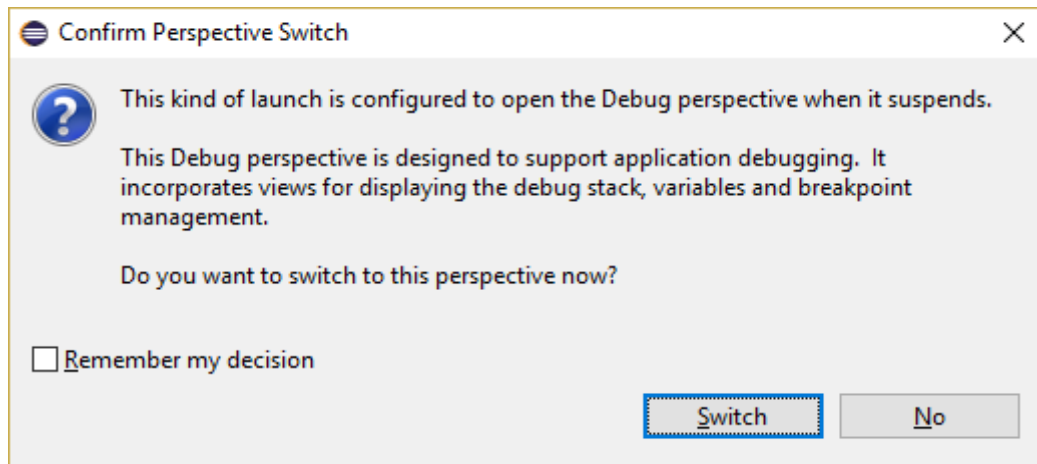 Confirm Perspective Switch
This kind of launch is configured to open the Debug perspective when it suspends.
This Debug perspective is designed to support application debugging.  It
incorporates views for displaying the debug stack, variables and breakpoint
management.
Do you want to switch to this perspective now?
Remember my decision
Switch
No